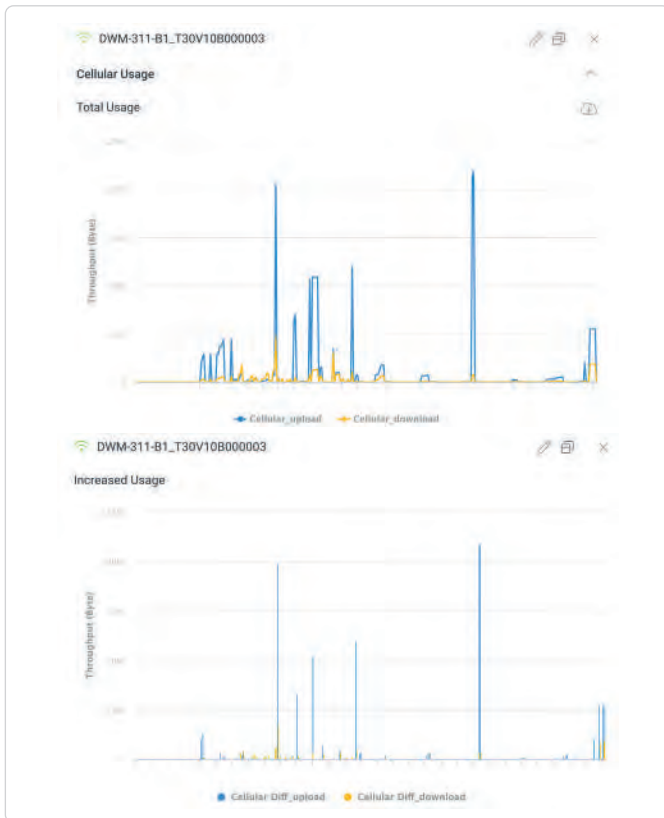 DWM-311-B1_T30V10B000003
Cellular Usage
Total Usage
Throughput (Byte)
Cellular_upload Cellular_download
DWM-311-B1_T30V10B000003
Increased Usage
Throughput (Byte)
Cellular Diff_upload Cellular Diff_download